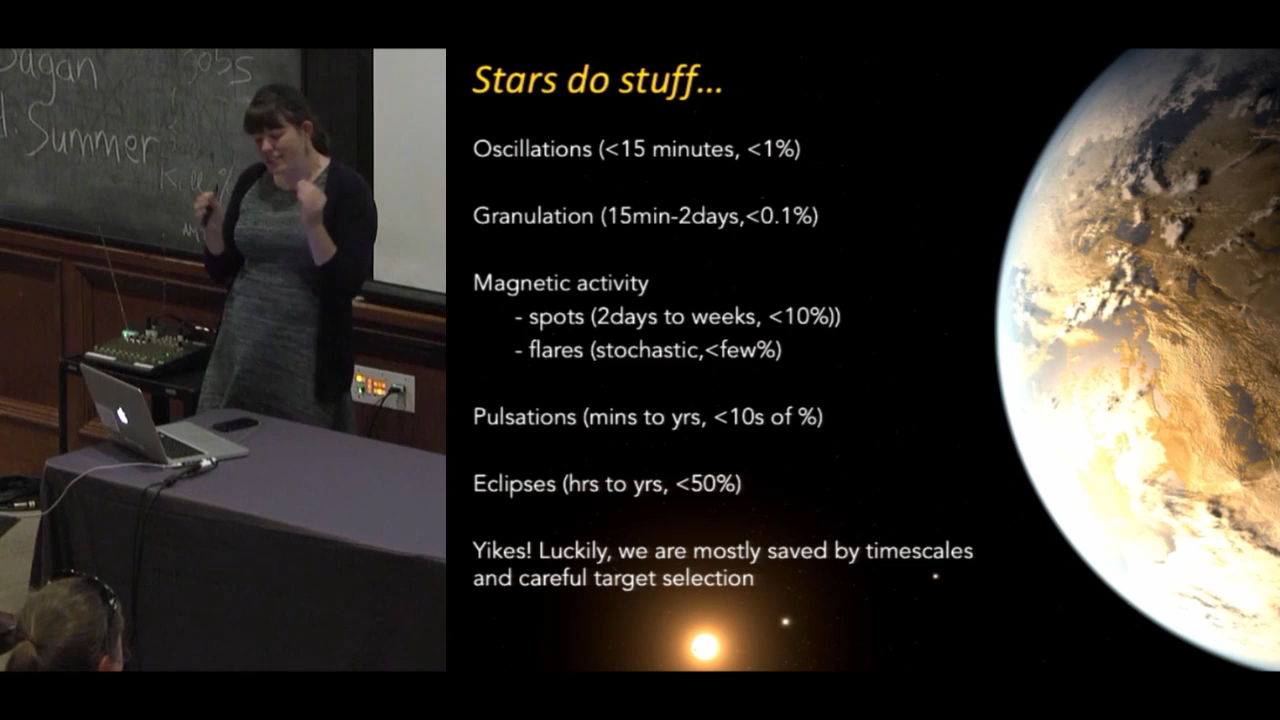 Sagan
Jobs
Summer
Stars do stuff...
Oscillations (<15 minutes, <1%)
Granulation (15min-2days,<0.1%)
Magnetic activity
- spots (2days to weeks, <10%))
- flares (stochastic,<few%)
Pulsations (mins to yrs, <10s of %)
Eclipses (hrs to yrs, <50%)
Yikes! Luckily, we are mostly saved by timescales
and careful target selection